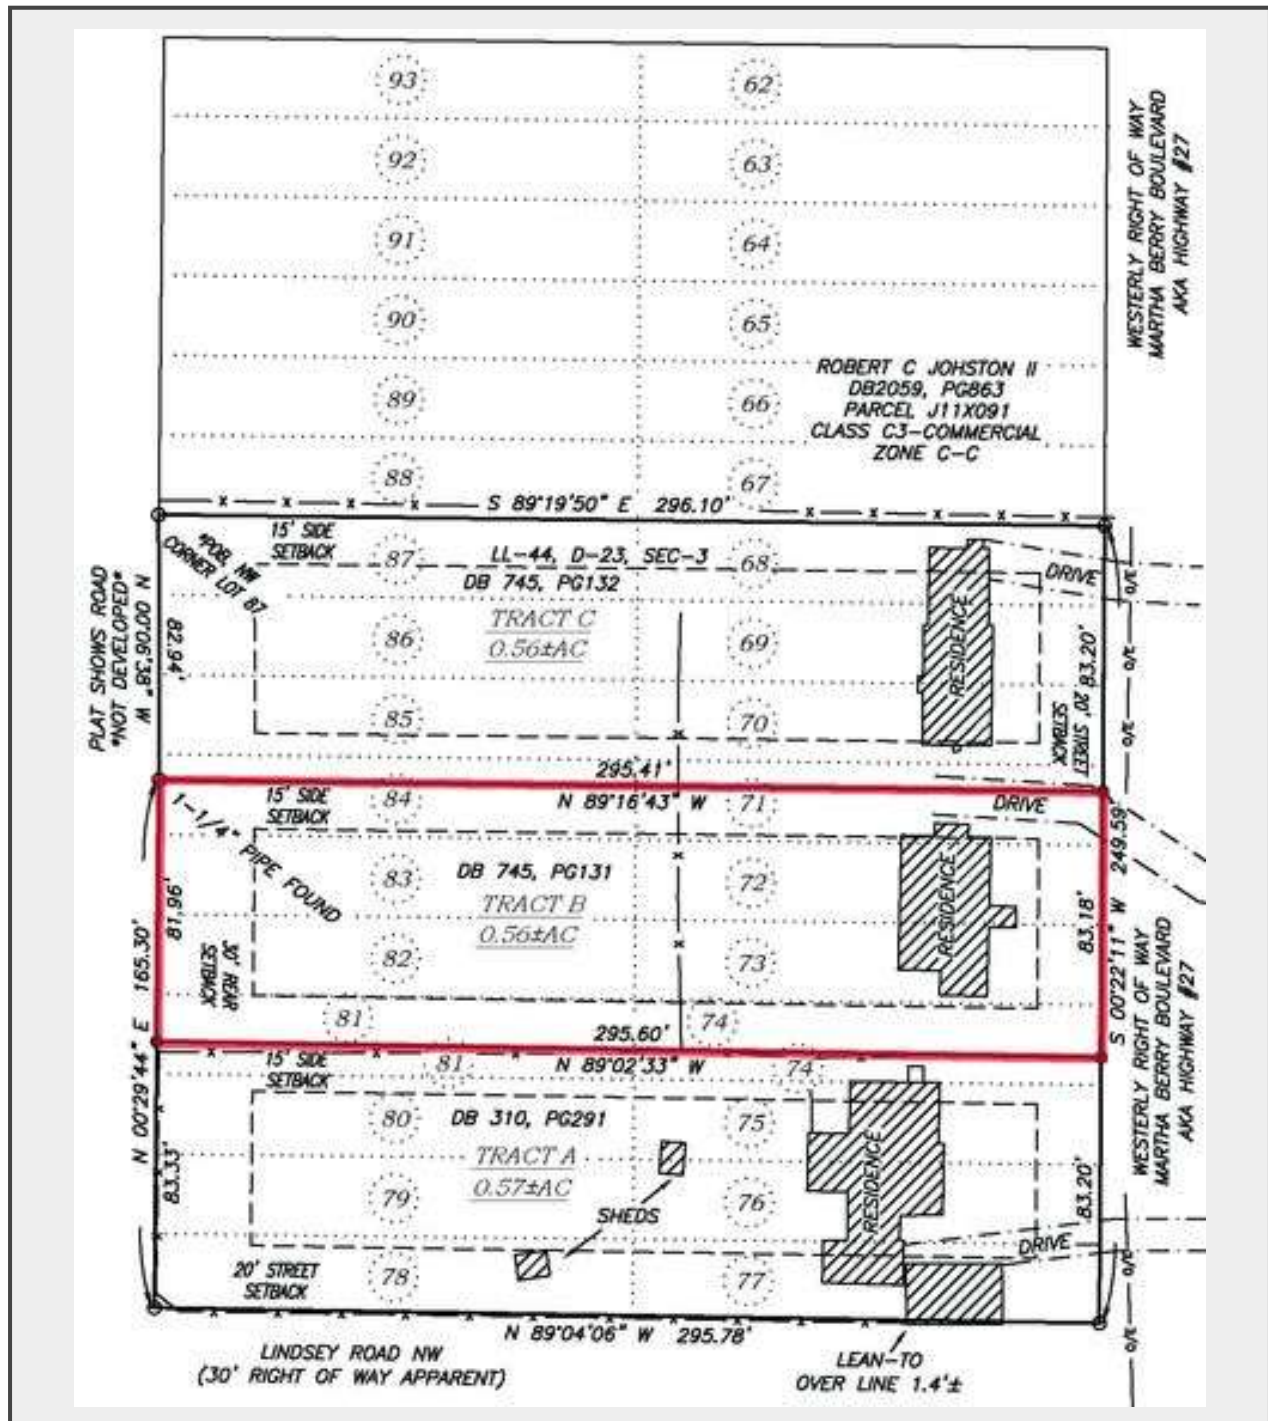 93
62
92
63
91
64
90
65
89
66
88
67
WESTERLY RIGHT OF WAY
MARTHA BERRY BOULEVARD
AKA HIGHWAY #27
ROBERT C JOHSTON II
DB2059, PG863
PARCEL J11X091
CLASS C3-COMMERCIAL
ZONE C-C
S 89°19'50" E 296.10'
15' SIDE
SETBACK
*POB NW
CORNER LOT 87
87
LL-44, D-23, SEC-3
68
DB 745, PG132
TRACT C
0.56±AC
86
69
85
70
RESIDENCE
DRIVE
O/E
O/E
O/E
83.20'
20' STREET
SETBACK
PLAT SHOWS ROAD
*NOT DEVELOPED*
N 00°06'38" W
82.94'
295.41'
N 89°16'43" W
15' SIDE
SETBACK
84
71
DRIVE
1-1/4" PIPE FOUND
83
DB 745, PG131
72
TRACT B
0.56±AC
82
73
RESIDENCE
81.96'
30' REAR
SETBACK
83.18'
S 00°22'11" W 249.59'
81
295.60'
74
N 00°29'44" E 165.30'
WESTERLY RIGHT OF WAY
MARTHA BERRY BOULEVARD
AKA HIGHWAY #27
15' SIDE
SETBACK
81
N 89°02'33" W
74
80
DB 310, PG291
75
TRACT A
0.57±AC
79
76
SHEDS
RESIDENCE
83.33'
83.20'
DRIVE
O/E
O/E
20' STREET
SETBACK
78
77
N 89°04'06" W 295.78'
LINDSEY ROAD NW
(30' RIGHT OF WAY APPARENT)
LEAN-TO
OVER LINE 1.4'±